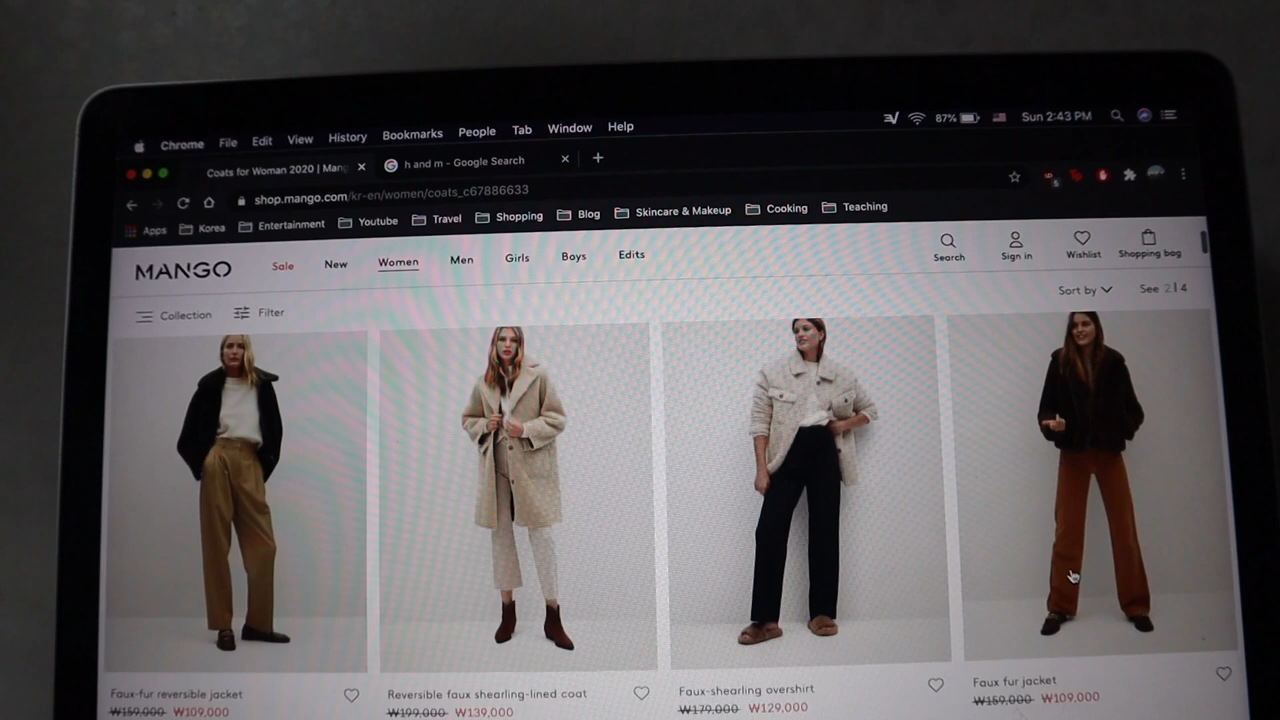 Chrome File Edit View History Bookmarks People Tab Window Help 87% Sun 2:43 PM
Coats for Woman 2020 | Mang h and m - Google Search
shop.mango.com/kr-en/women/coats_c67886633
Apps Korea Entertainment Youtube Travel Shopping Blog Skincare & Makeup Cooking Teaching
MANGO Sale New Women Men Girls Boys Edits Search Sign in Wishlist Shopping bag
Collection Filter Sort by See 2 | 4
Faux-fur reversible jacket
₩159,000 ₩109,000
Reversible faux shearling-lined coat
₩199,000 ₩139,000
Faux-shearling overshirt
₩179,000 ₩129,000
Faux fur jacket
₩159,000 ₩109,000